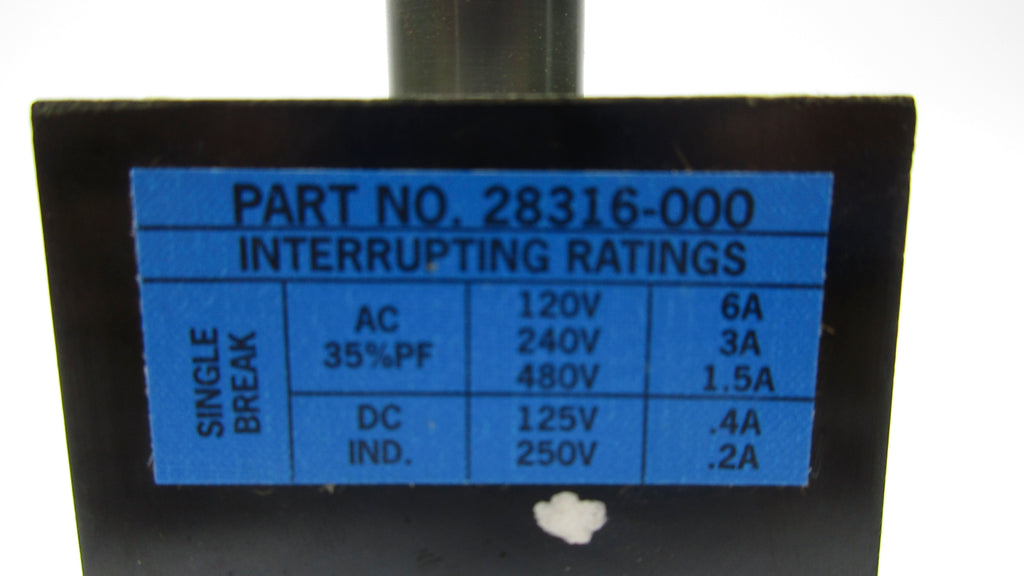 PART NO. 28316-000
INTERRUPTING RATINGS
SINGLE
BREAK
AC
35%PF
120V 6A
240V 3A
480V 1.5A
DC
IND.
125V .4A
250V .2A